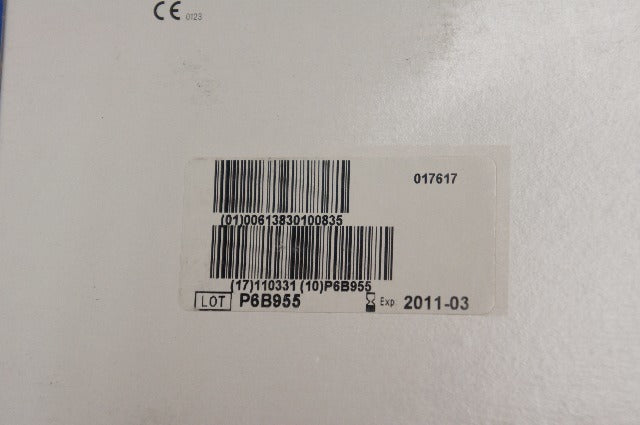 CE 0123
017617
(01)00613830100835
(17)110331 (10)P6B955
LOT P6B955 Exp. 2011-03